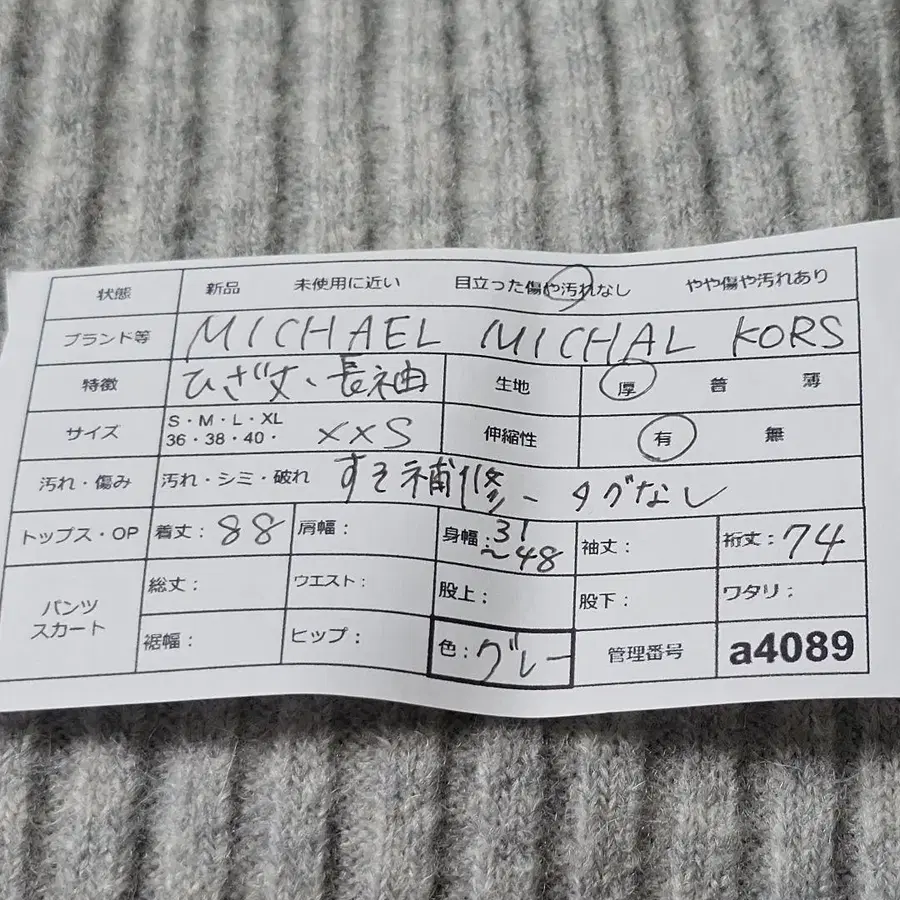 状態 新品 未使用に近い 目立った傷や汚れなし やや傷や汚れあり
ブランド等 MICHAEL MICHAL KORS
特徴 ひざ丈、長袖 生地 厚 普 薄
サイズ S・M・L・XL
36・38・40・ XXS 伸縮性 有 無
汚れ・傷み 汚れ・シミ・破れ すそ補修- タグなし
トップス・OP 着丈：88 肩幅： 身幅：31
～48 袖丈： 裄丈：74
パンツ
スカート 総丈： ウエスト： 股上： 股下： ワタリ：
裾幅： ヒップ： 色：グレー 管理番号 a4089